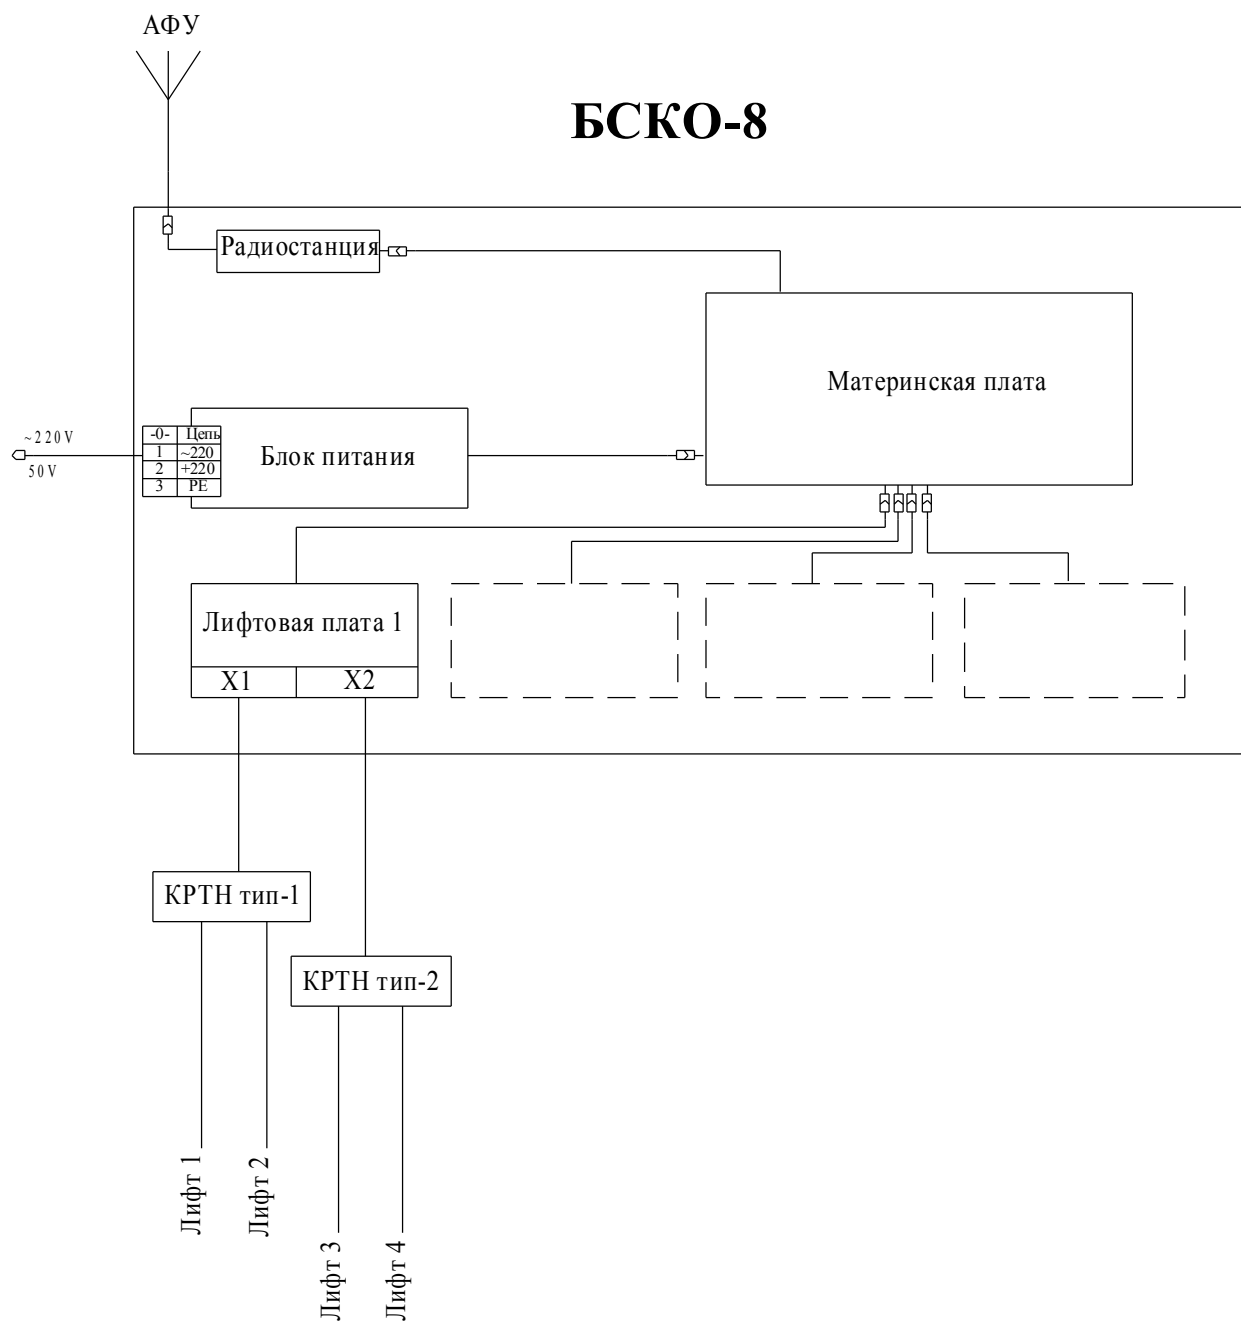 АФУ
БСКО-8
Радиостанция
Материнская плата
~220V
50V
-0- Цепь
1 ~220
2 +220
3 PE
Блок питания
Лифтовая плата 1
X1 X2
КРТН тип-1
КРТН тип-2
Лифт 1
Лифт 2
Лифт 3
Лифт 4